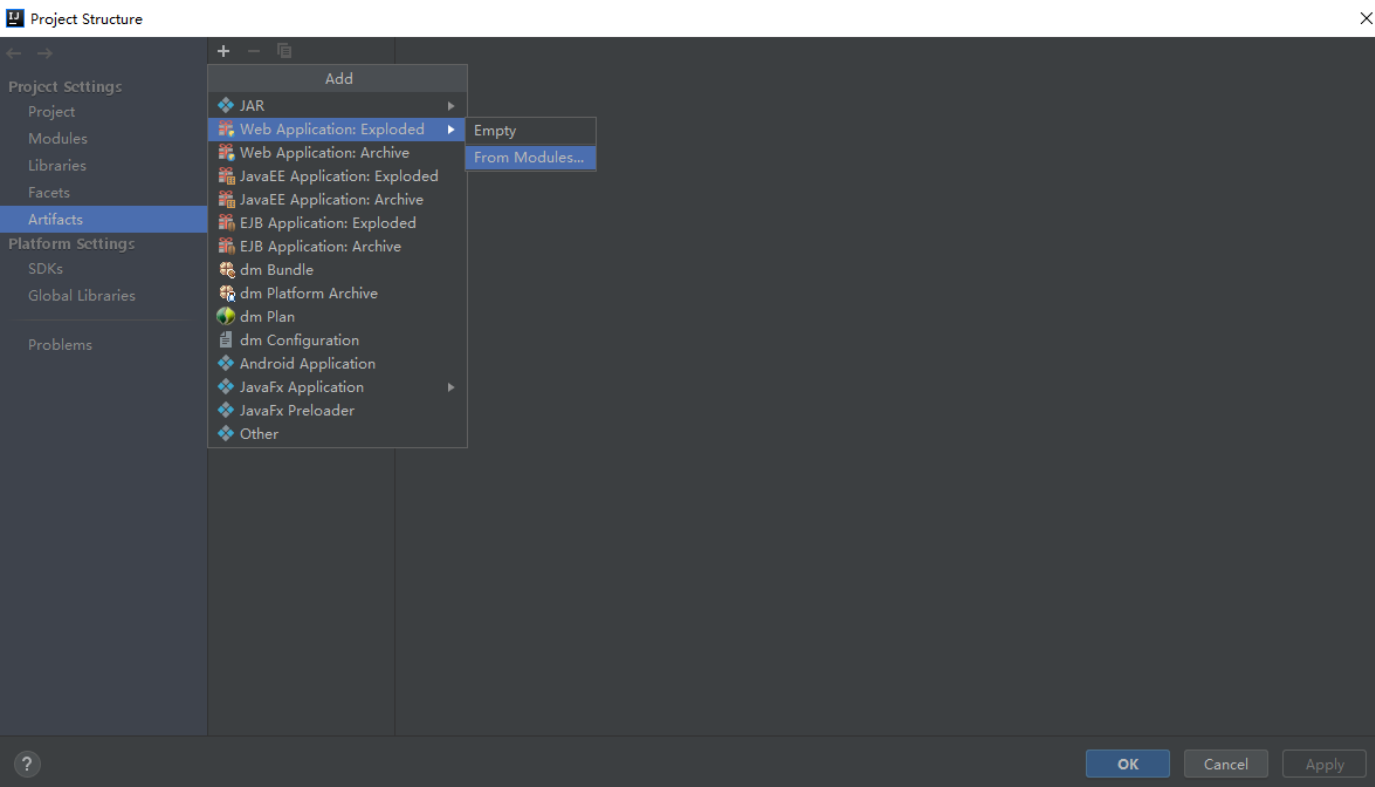 Project Structure
Project Settings
Project
Modules
Libraries
Facets
Artifacts
Platform Settings
SDKs
Global Libraries
Problems
Add
JAR
Web Application: Exploded
Web Application: Archive
JavaEE Application: Exploded
JavaEE Application: Archive
EJB Application: Exploded
EJB Application: Archive
dm Bundle
dm Platform Archive
dm Plan
dm Configuration
Android Application
JavaFx Application
JavaFx Preloader
Other
Empty
From Modules...
?
OK
Cancel
Apply